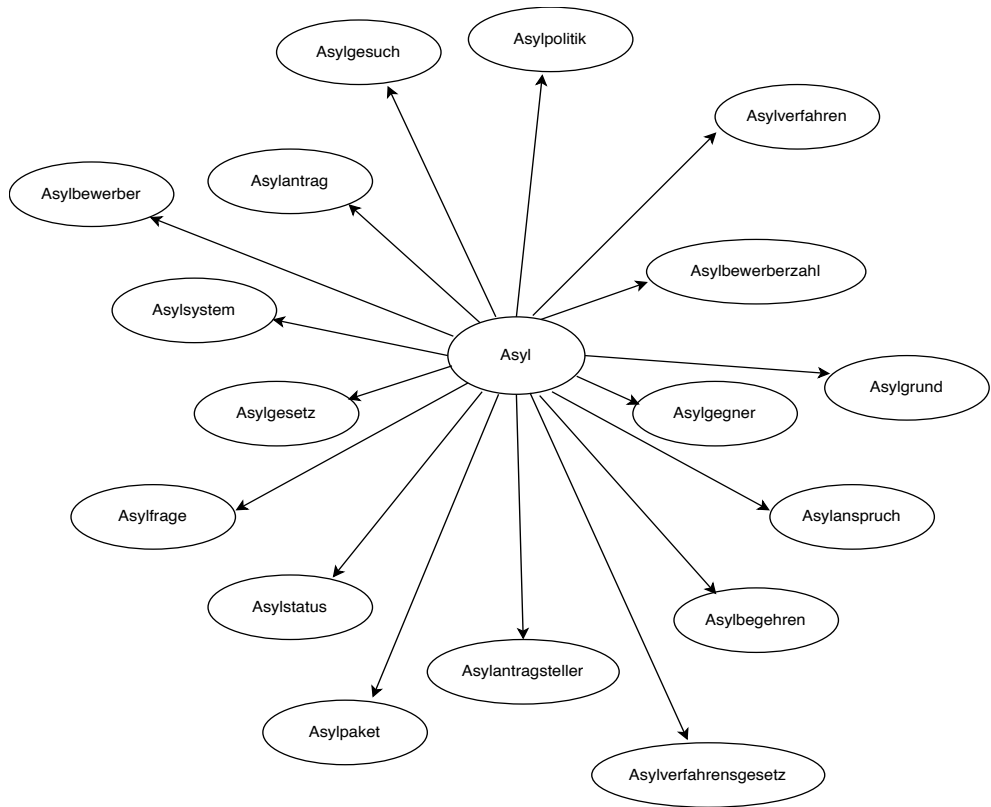 Asylpolitik
Asylgesuch
Asylverfahren
Asylantrag
Asylbewerber
Asylbewerberzahl
Asylsystem
Asyl
Asylgrund
Asylgesetz
Asylgegner
Asylfrage
Asylanspruch
Asylstatus
Asylbegehren
Asylantragsteller
Asylpaket
Asylverfahrensgesetz